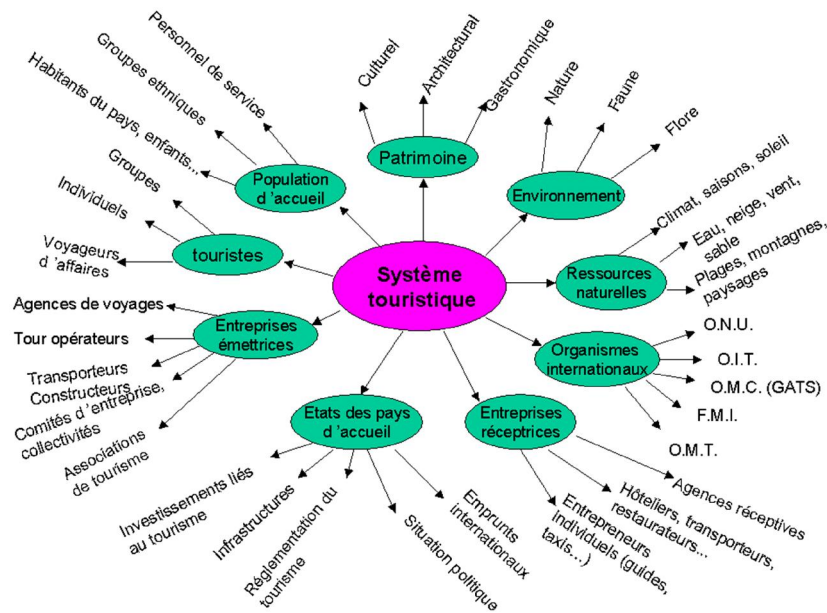 Système
touristique
Patrimoine
Culturel
Architectural
Gastronomique
Environnement
Nature
Faune
Flore
Ressources
naturelles
Climat, saisons, soleil
Eau, neige, vent,
sable
Plages, montagnes,
paysages
Organismes
internationaux
O.N.U.
O.I.T.
O.M.C. (GATS)
F.M.I.
O.M.T.
Entreprises
réceptrices
Agences réceptives
Hôteliers, transporteurs,
restaurateurs...
Entrepreneurs
individuels (guides,
taxis...)
Etats des pays
d 'accueil
Emprunts
internationaux
Situation politique
Réglementation du
tourisme
Infrastructures
Investissements liés
au tourisme
Entreprises
émettrices
Agences de voyages
Tour opérateurs
Transporteurs
Constructeurs
Comités d 'entreprise,
collectivités
Associations
de tourisme
touristes
Groupes
Individuels
Voyageurs
d 'affaires
Population
d 'accueil
Personnel de service
Groupes ethniques
Habitants du pays, enfants...